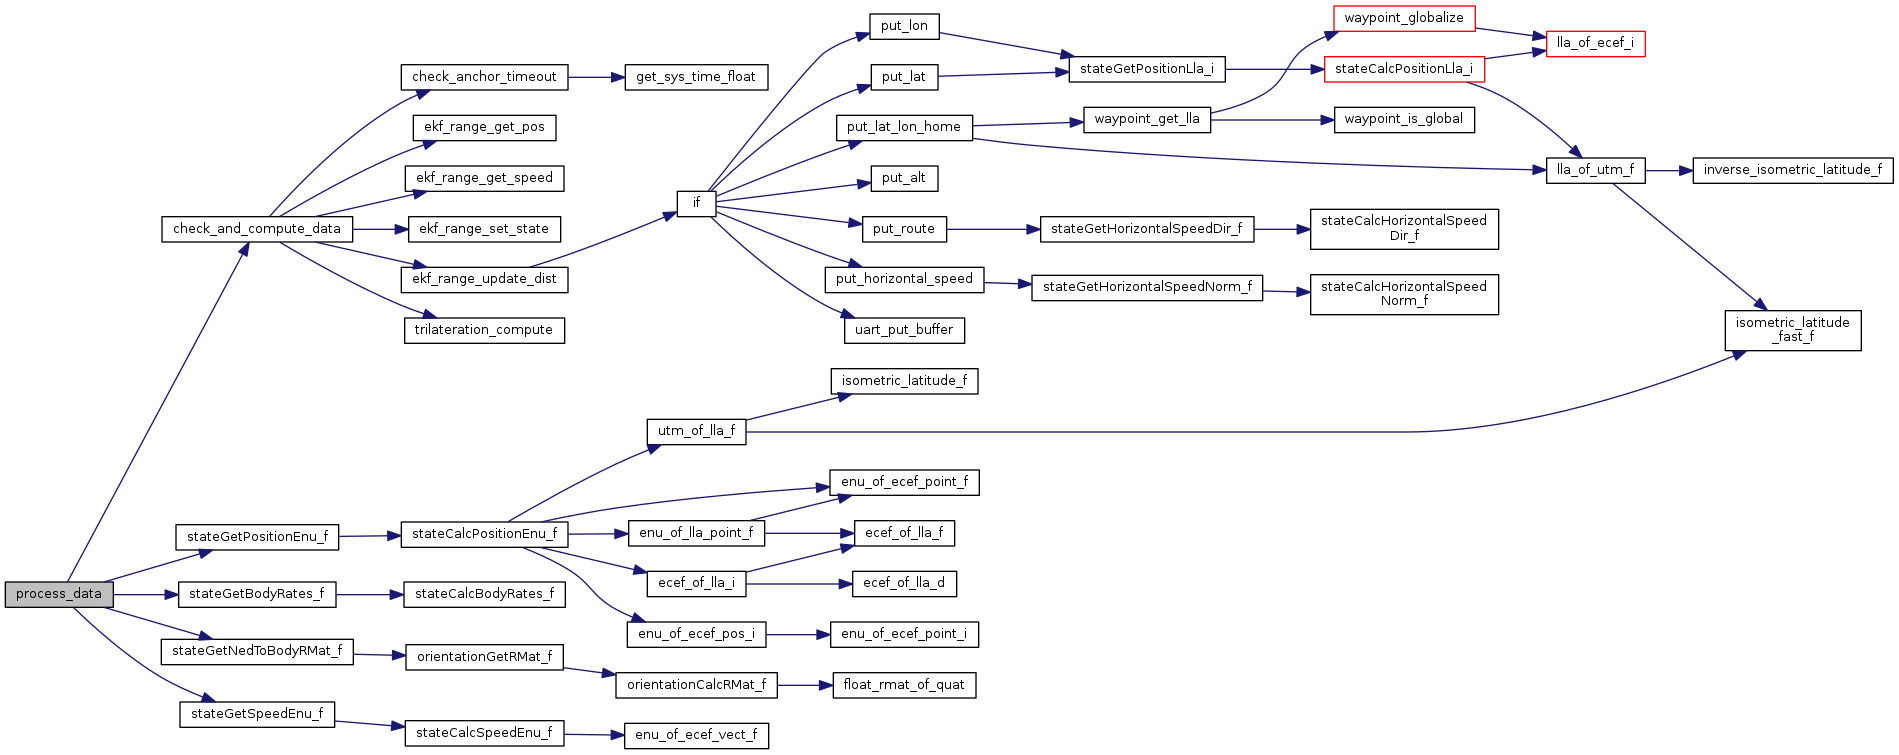 process_data
check_and_compute_data
check_anchor_timeout
get_sys_time_float
ekf_range_get_pos
ekf_range_get_speed
ekf_range_set_state
ekf_range_update_dist
if
put_lon
stateGetPositionLla_i
stateCalcPositionLla_i
lla_of_ecef_i
lla_of_utm_f
inverse_isometric_latitude_f
isometric_latitude
_fast_f
put_lat
put_lat_lon_home
waypoint_get_lla
waypoint_globalize
waypoint_is_global
put_alt
put_route
stateGetHorizontalSpeedDir_f
stateCalcHorizontalSpeed
Dir_f
put_horizontal_speed
stateGetHorizontalSpeedNorm_f
stateCalcHorizontalSpeed
Norm_f
uart_put_buffer
trilateration_compute
stateGetPositionEnu_f
stateCalcPositionEnu_f
utm_of_lla_f
isometric_latitude_f
enu_of_ecef_point_f
enu_of_lla_point_f
ecef_of_lla_f
ecef_of_lla_i
ecef_of_lla_d
enu_of_ecef_pos_i
enu_of_ecef_point_i
stateGetBodyRates_f
stateCalcBodyRates_f
stateGetNedToBodyRMat_f
orientationGetRMat_f
orientationCalcRMat_f
float_rmat_of_quat
stateGetSpeedEnu_f
stateCalcSpeedEnu_f
enu_of_ecef_vect_f